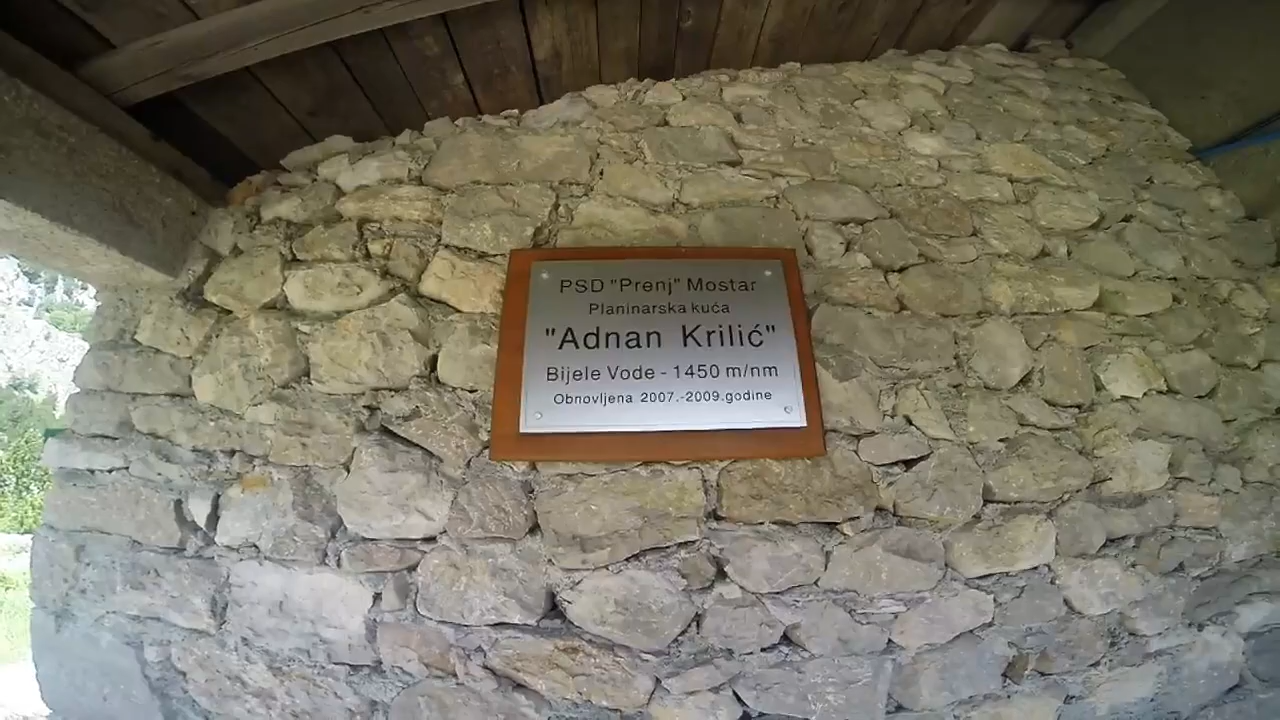 PSD "Prenj" Mostar
Planinarska kuća
"Adnan Krilić"
Bijele Vode - 1450 m/nm
Obnovljena 2007.-2009.godine